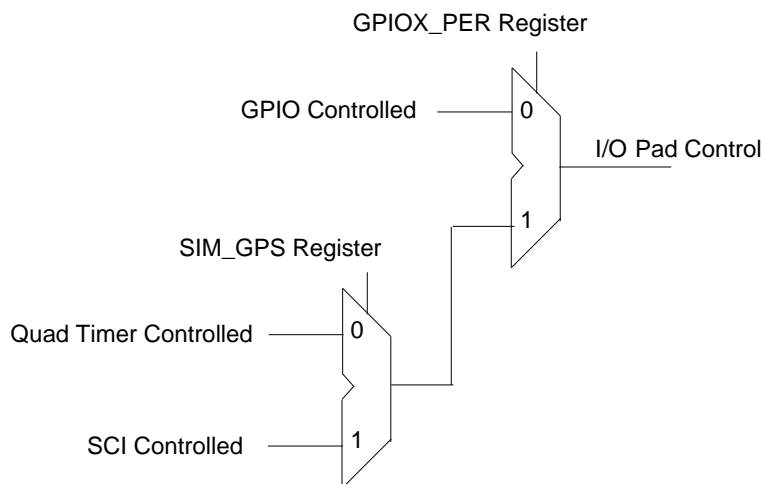 GPIOX_PER Register
GPIO Controlled
0
I/O Pad Control
1
SIM_GPS Register
Quad Timer Controlled
0
SCI Controlled
1